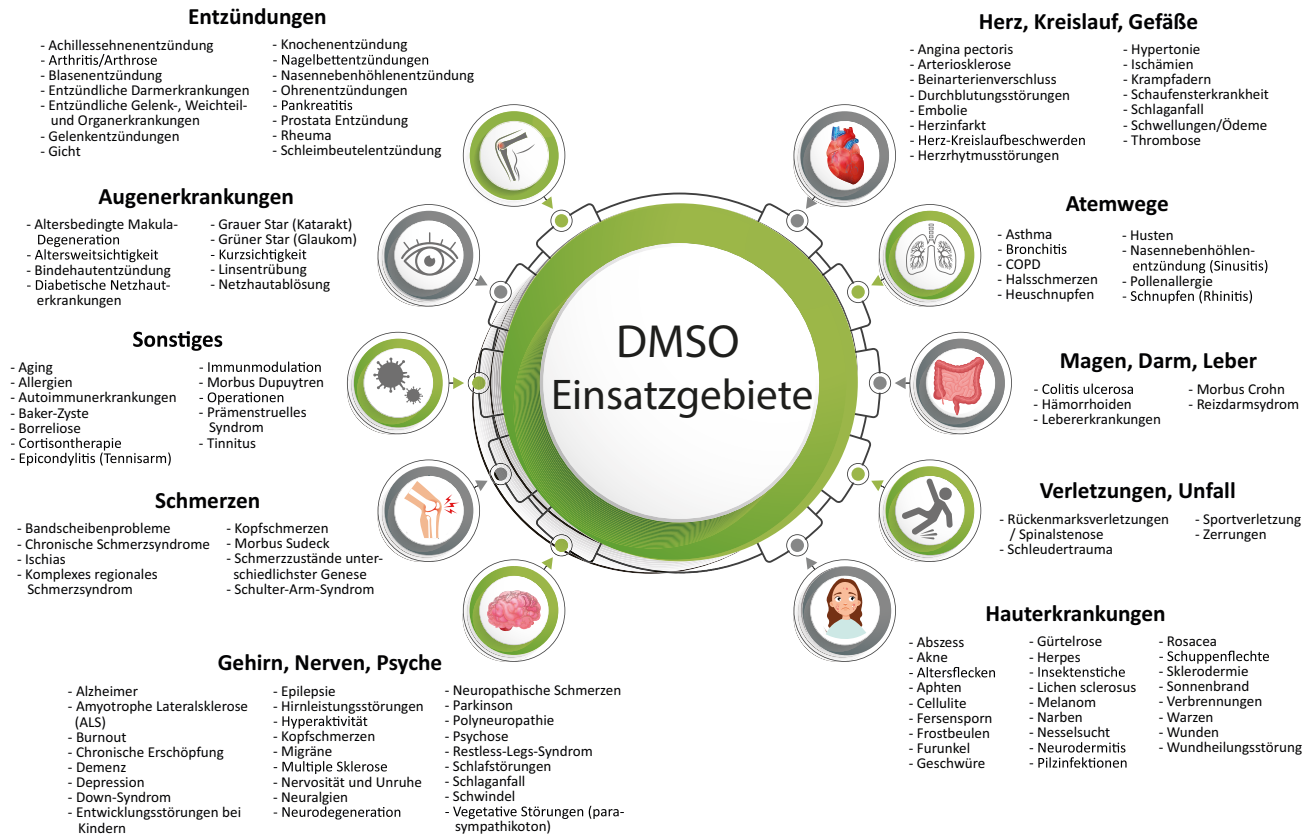 Entzündungen
- Achillessehnenentzündung
- Arthritis/Arthrose
- Blasenentzündung
- Entzündliche Darmerkrankungen
- Entzündliche Gelenk-, Weichteil-
und Organerkrankungen
- Gelenkentzündungen
- Gicht
- Knochenentzündung
- Nagelbettentzündungen
- Nasennebenhöhlenentzündung
- Ohrenentzündungen
- Pankreatitis
- Prostata Entzündung
- Rheuma
- Schleimbeutelentzündung
Herz, Kreislauf, Gefäße
- Angina pectoris
- Arteriosklerose
- Beinarterienverschluss
- Durchblutungsstörungen
- Embolie
- Herzinfarkt
- Herz-Kreislaufbeschwerden
- Herzrhytmusstörungen
- Hypertonie
- Ischämien
- Krampfadern
- Schaufensterkrankheit
- Schlaganfall
- Schwellungen/Ödeme
- Thrombose
Augenerkrankungen
- Altersbedingte Makula-
Degeneration
- Altersweitsichtigkeit
- Bindehautentzündung
- Diabetische Netzhaut-
erkrankungen
- Grauer Star (Katarakt)
- Grüner Star (Glaukom)
- Kurzsichtigkeit
- Linsentrübung
- Netzhautablösung
Atemwege
- Asthma
- Bronchitis
- COPD
- Halsschmerzen
- Heuschnupfen
- Husten
- Nasennebenhöhlen-
entzündung (Sinusitis)
- Pollenallergie
- Schnupfen (Rhinitis)
DMSO
Einsatzgebiete
Sonstiges
- Aging
- Allergien
- Autoimmunerkrankungen
- Baker-Zyste
- Borreliose
- Cortisontherapie
- Epicondylitis (Tennisarm)
- Immunmodulation
- Morbus Dupuytren
- Operationen
- Prämenstruelles
Syndrom
- Tinnitus
Magen, Darm, Leber
- Colitis ulcerosa
- Hämorrhoiden
- Lebererkrankungen
- Morbus Crohn
- Reizdarmsydrom
Schmerzen
- Bandscheibenprobleme
- Chronische Schmerzsyndrome
- Ischias
- Komplexes regionales
Schmerzsyndrom
- Kopfschmerzen
- Morbus Sudeck
- Schmerzzustände unter-
schiedlichster Genese
- Schulter-Arm-Syndrom
Verletzungen, Unfall
- Rückenmarksverletzungen
/ Spinalstenose
- Schleudertrauma
- Sportverletzung
- Zerrungen
Gehirn, Nerven, Psyche
- Alzheimer
- Amyotrophe Lateralsklerose
(ALS)
- Burnout
- Chronische Erschöpfung
- Demenz
- Depression
- Down-Syndrom
- Entwicklungsstörungen bei
Kindern
- Epilepsie
- Hirnleistungsstörungen
- Hyperaktivität
- Kopfschmerzen
- Migräne
- Multiple Sklerose
- Nervosität und Unruhe
- Neuralgien
- Neurodegeneration
- Neuropathische Schmerzen
- Parkinson
- Polyneuropathie
- Psychose
- Restless-Legs-Syndrom
- Schlafstörungen
- Schlaganfall
- Schwindel
- Vegetative Störungen (para-
sympathikoton)
Hauterkrankungen
- Abszess
- Akne
- Altersflecken
- Aphten
- Cellulite
- Fersensporn
- Frostbeulen
- Furunkel
- Geschwüre
- Gürtelrose
- Herpes
- Insektenstiche
- Lichen sclerosus
- Melanom
- Narben
- Nesselsucht
- Neurodermitis
- Pilzinfektionen
- Rosacea
- Schuppenflechte
- Sklerodermie
- Sonnenbrand
- Verbrennungen
- Warzen
- Wunden
- Wundheilungsstörung